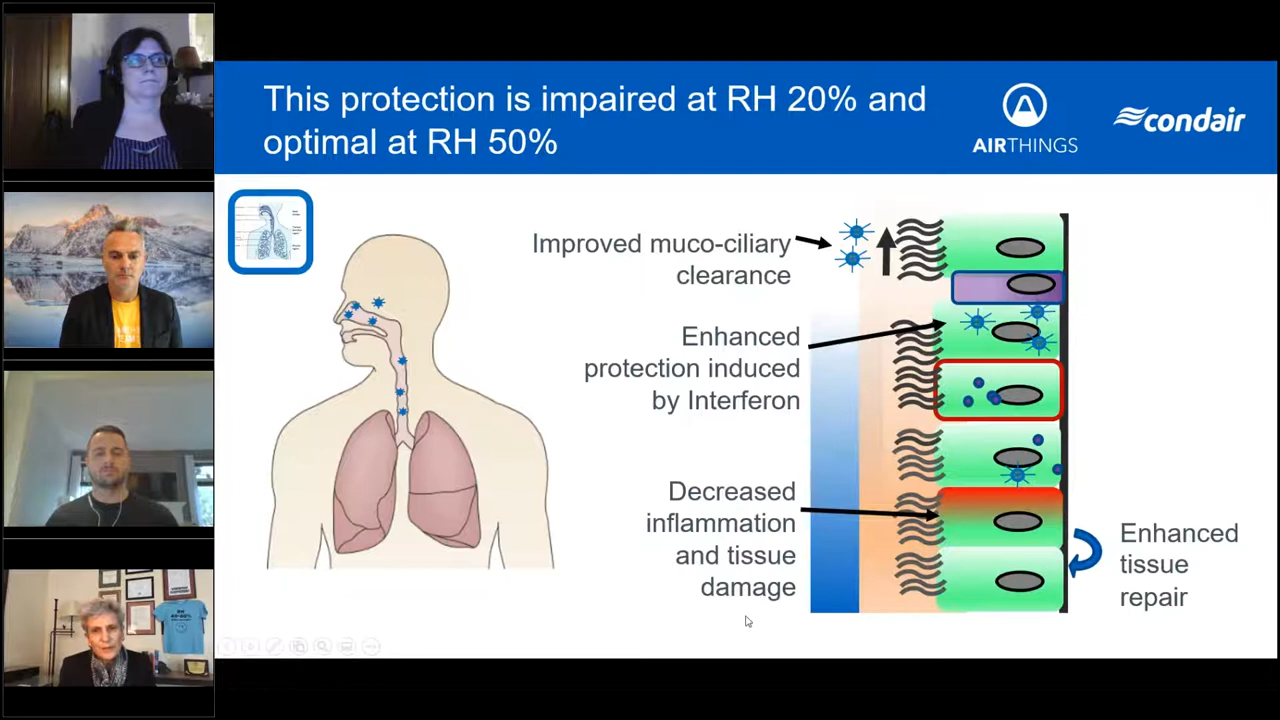 This protection is impaired at RH 20% and
optimal at RH 50%
AIRTHINGS
condair
Improved muco-ciliary
clearance
Enhanced
protection induced
by Interferon
Decreased
inflammation
and tissue
damage
Enhanced
tissue
repair